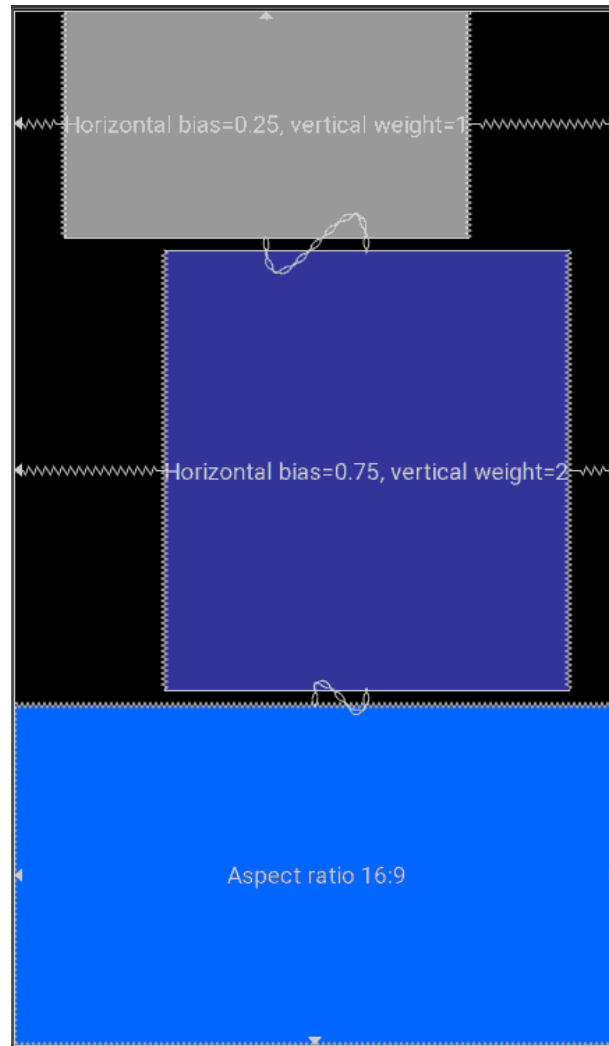 Horizontal bias=0.25, vertical weight=1
Horizontal bias=0.75, vertical weight=2
Aspect ratio 16:9